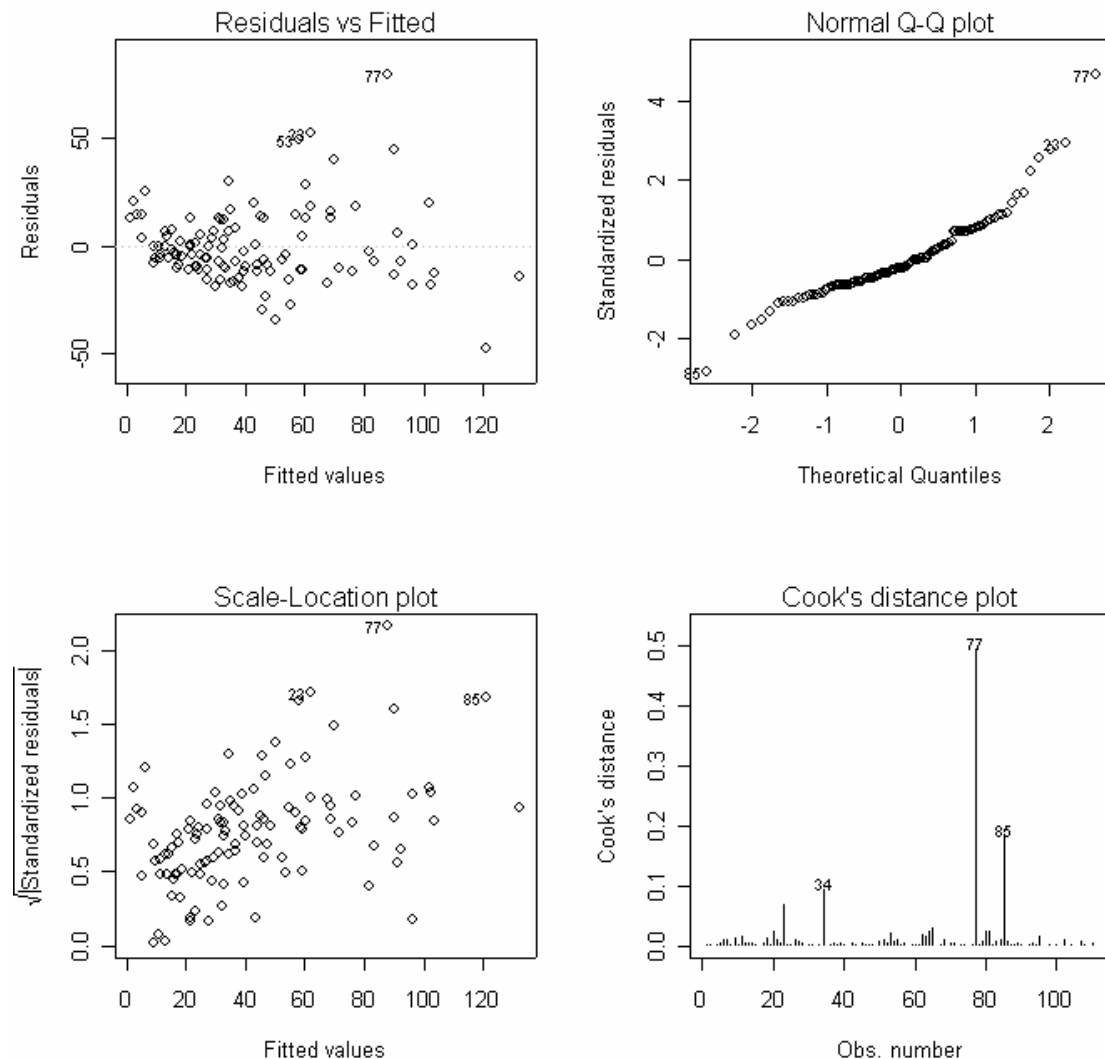 Residuals vs Fitted
Residuals
50
0
-50
77
23
53
0 20 40 60 80 100 120
Fitted values
Normal Q-Q plot
Standardized residuals
4
2
0
-2
77
23
85
-2 -1 0 1 2
Theoretical Quantiles
Scale-Location plot
√|Standardized residuals|
2.0
1.5
1.0
0.5
0.0
77
23
85
0 20 40 60 80 100 120
Fitted values
Cook's distance plot
Cook's distance
0.5
0.4
0.3
0.2
0.1
0.0
77
85
34
0 20 40 60 80 100
Obs. number